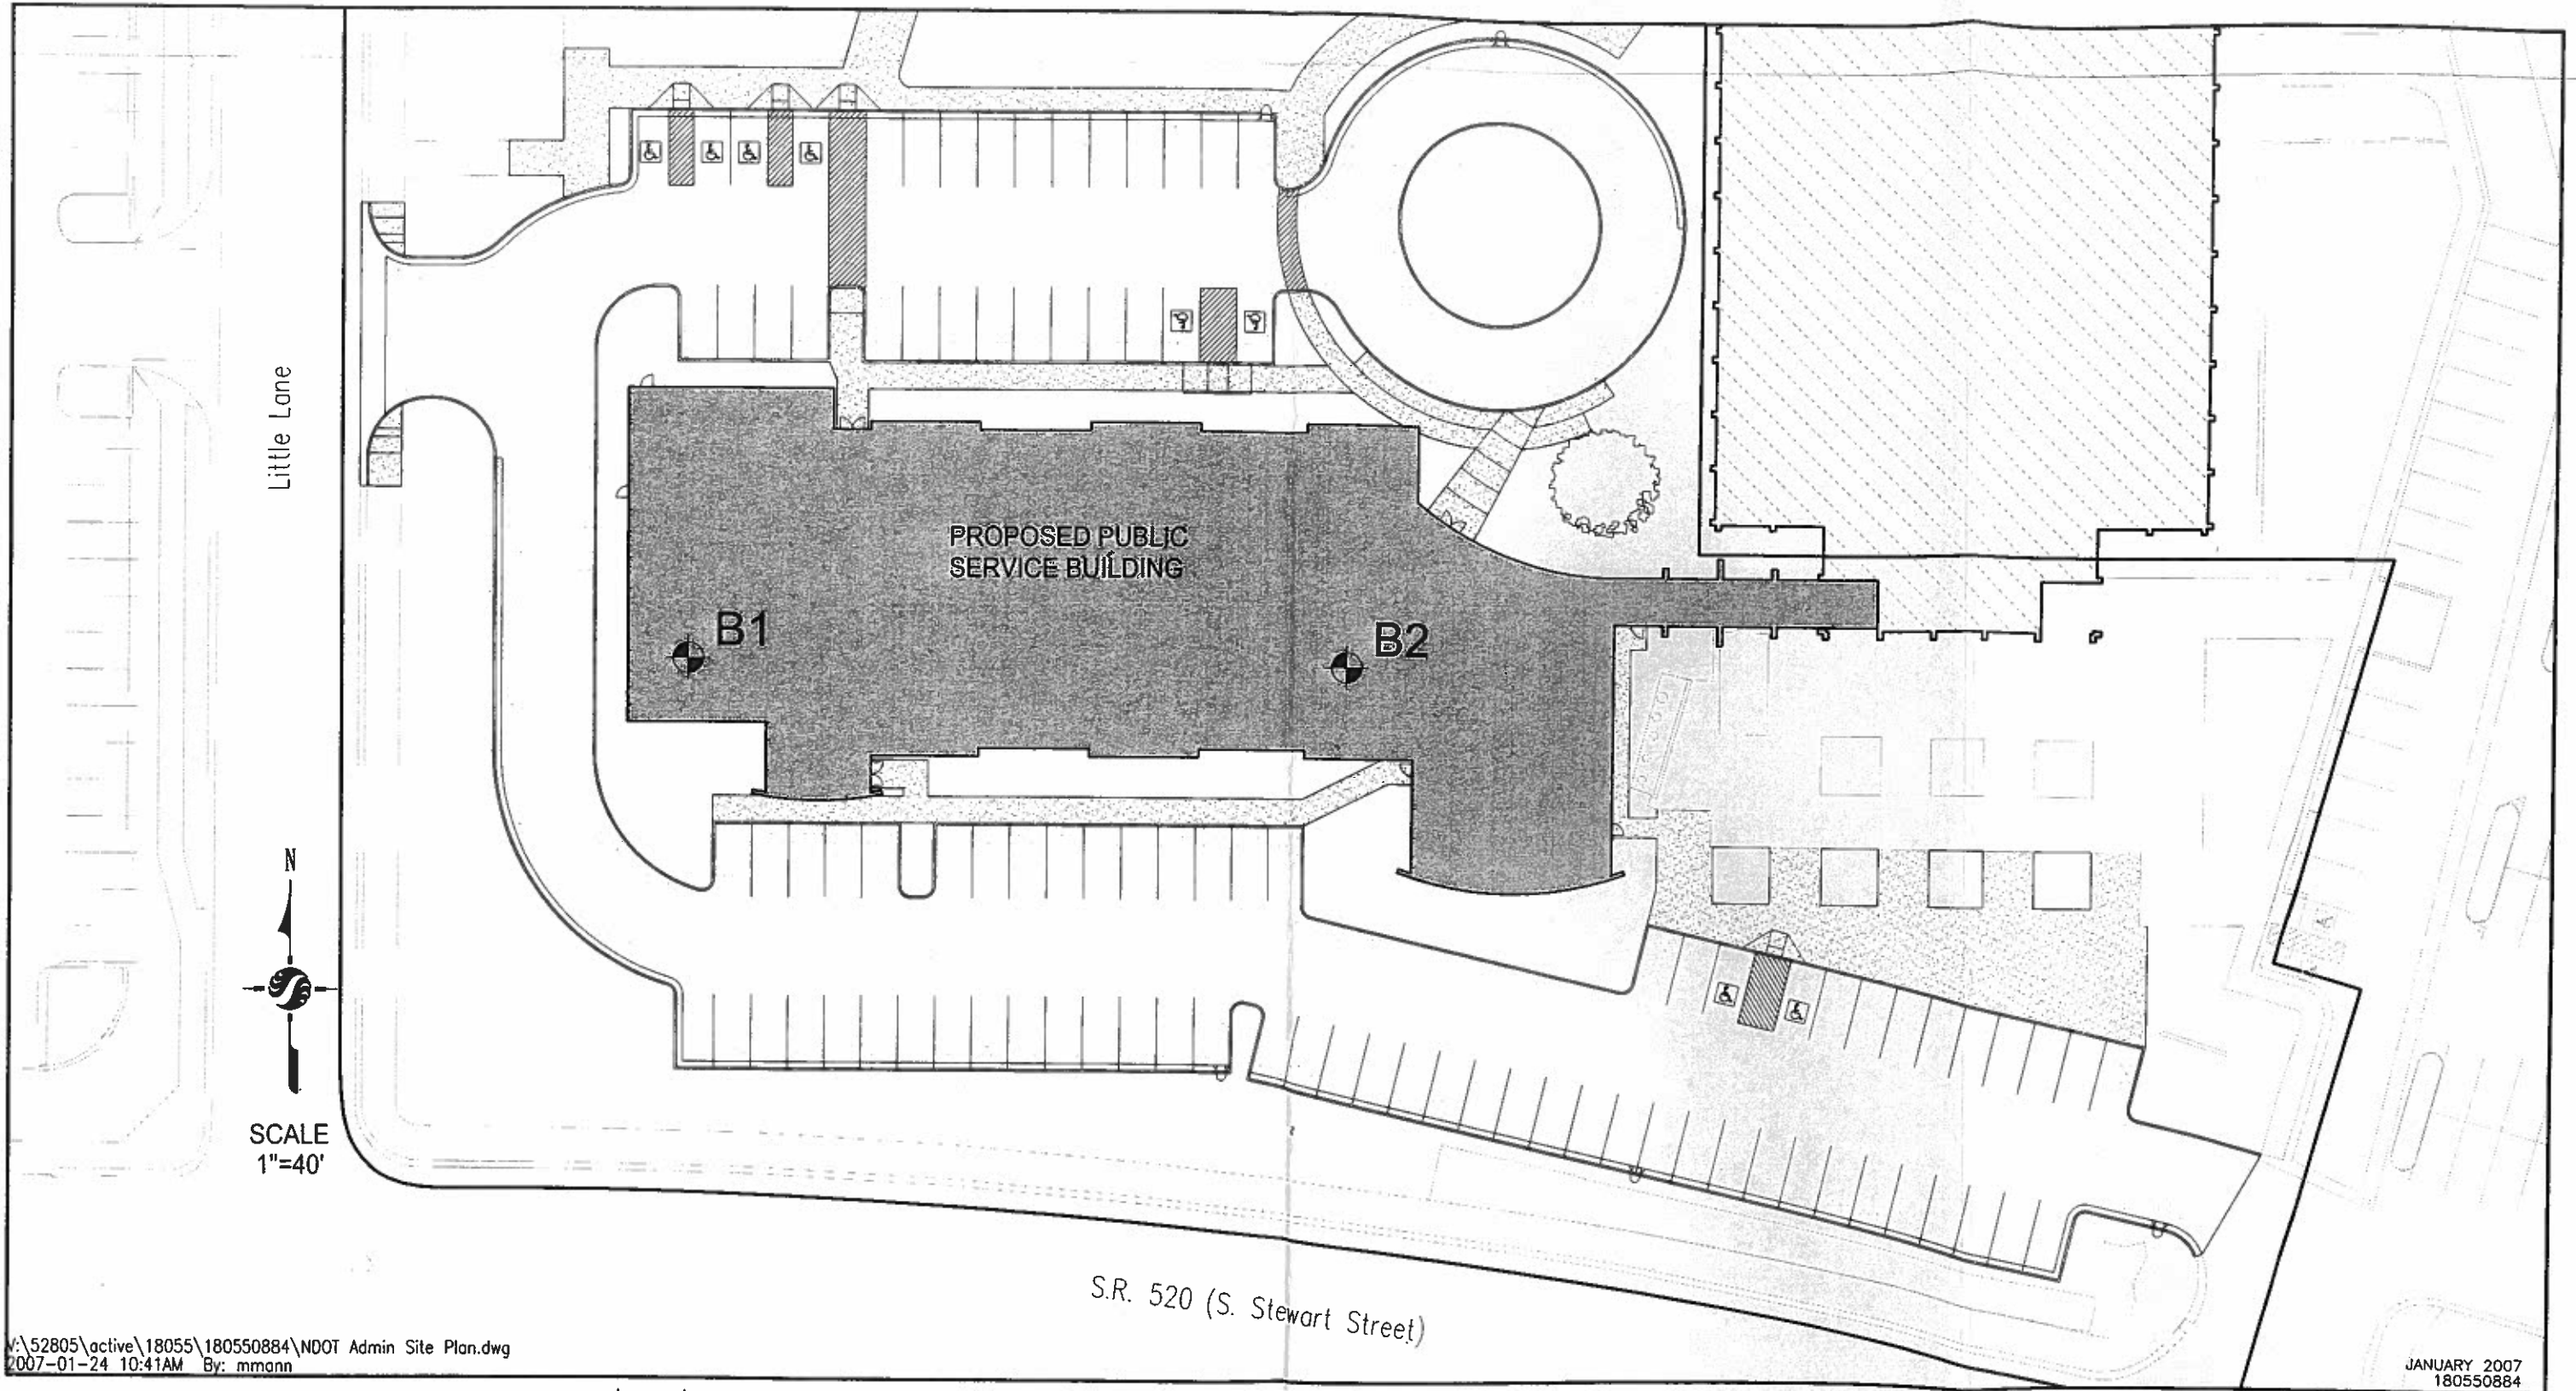 Little Lane
PROPOSED PUBLIC
SERVICE BUILDING
B1
B2
N
SCALE
1"=40'
S.R. 520 (S. Stewart Street)
V:\52805\active\18055\180550884\NDOT Admin Site Plan.dwg
2007-01-24 10:41AM By: mmann
JANUARY 2007
180550884